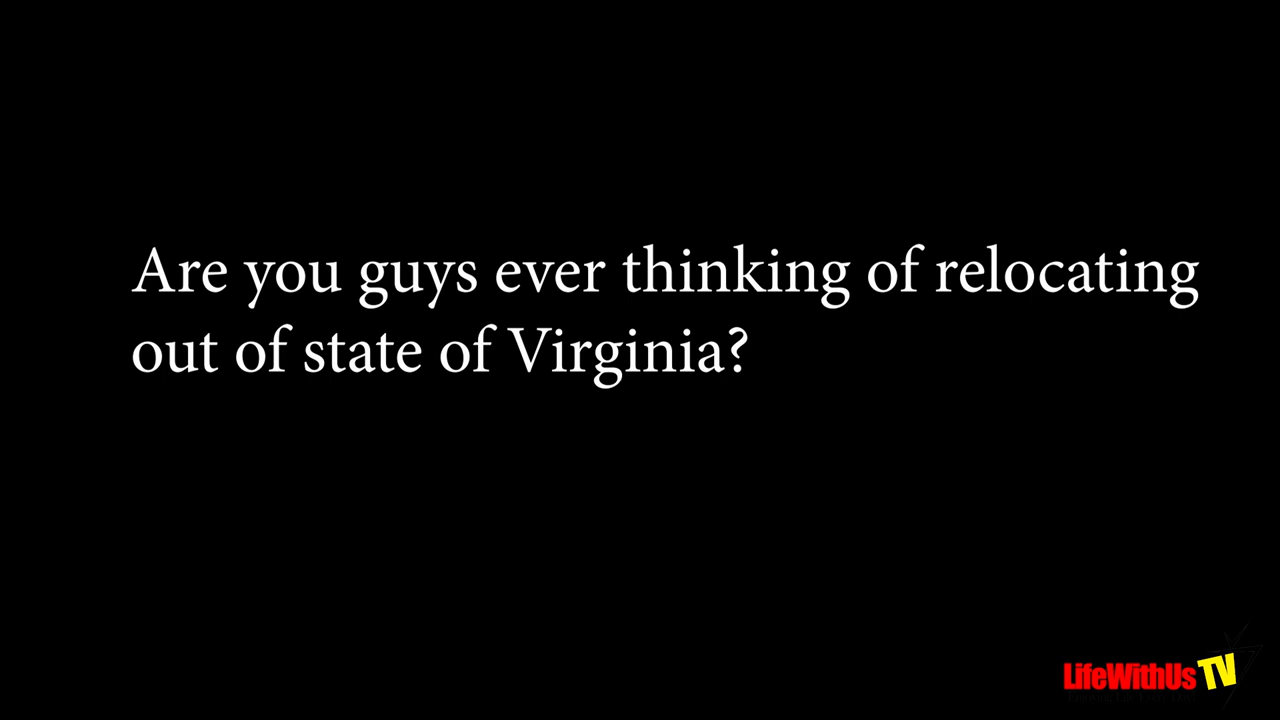 Are you guys ever thinking of relocating
out of state of Virginia?
LifeWithUs TV